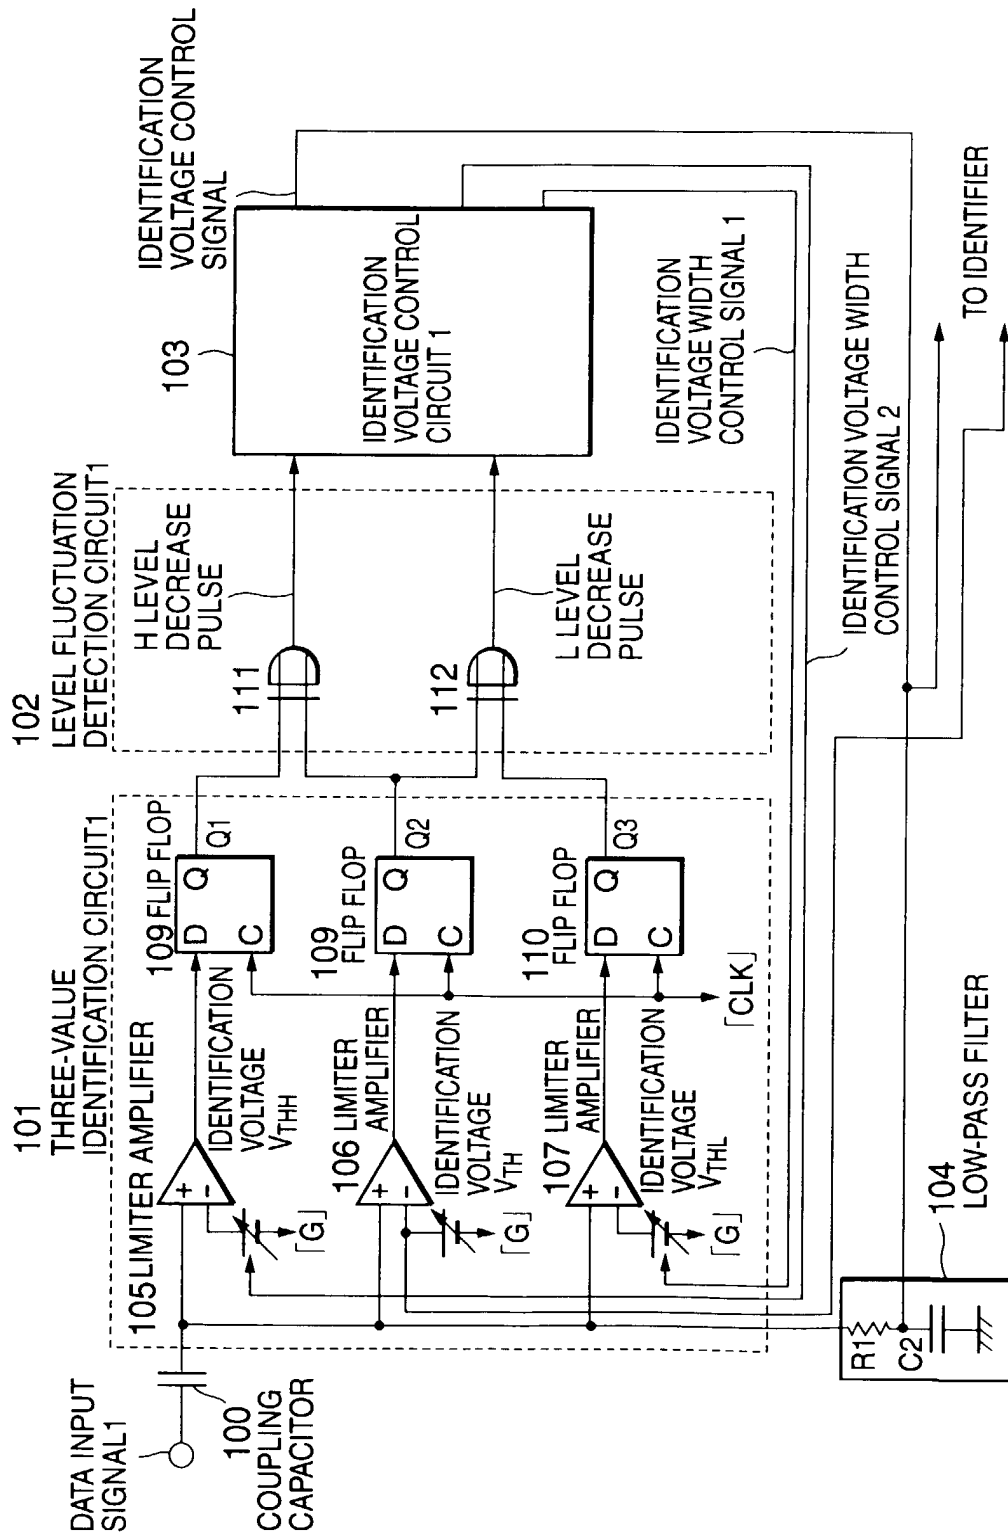 DATA INPUT
SIGNAL1
100
COUPLING
CAPACITOR
101
THREE-VALUE
IDENTIFICATION CIRCUIT1
105 LIMITER AMPLIFIER
+
-
「G」
IDENTIFICATION
VOLTAGE
VTHH
109 FLIP FLOP
D
Q
C
Q1
106 LIMITER
AMPLIFIER
+
-
「G」
IDENTIFICATION
VOLTAGE
VTH
109
FLIP FLOP
D
Q
C
Q2
107 LIMITER
AMPLIFIER
+
-
「G」
IDENTIFICATION
VOLTAGE
VTHL
110
FLIP FLOP
D
Q
C
Q3
「CLK」
102
LEVEL FLUCTUATION
DETECTION CIRCUIT1
111
H LEVEL
DECREASE
PULSE
112
L LEVEL
DECREASE
PULSE
103
IDENTIFICATION
VOLTAGE CONTROL
CIRCUIT 1
IDENTIFICATION
VOLTAGE CONTROL
SIGNAL
IDENTIFICATION
VOLTAGE WIDTH
CONTROL SIGNAL 1
IDENTIFICATION VOLTAGE WIDTH
CONTROL SIGNAL 2
TO IDENTIFIER
104
LOW-PASS FILTER
R1
C2